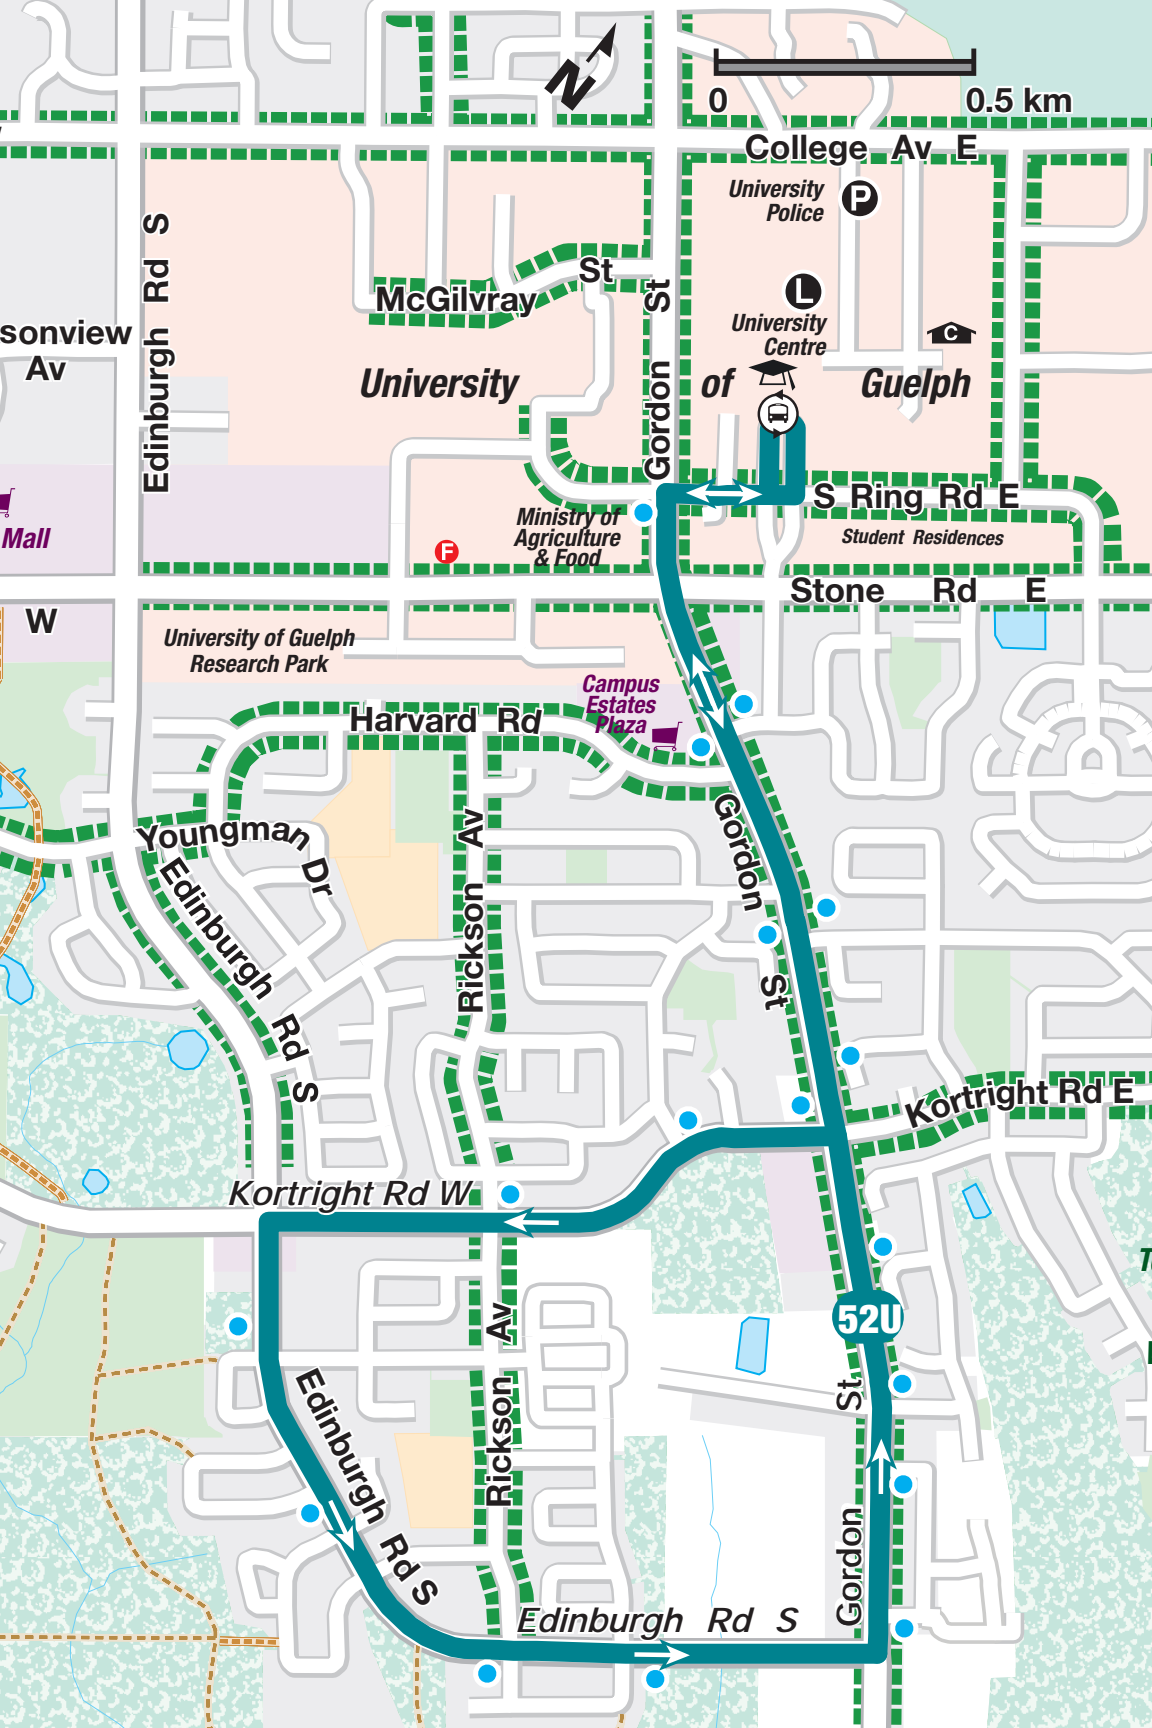 N
0 0.5 km
College Av E
University
Police
P
Edinburgh Rd S
McGilvray St
Gordon St
L
University
Centre
C
sonview
Av
University of Guelph
S Ring Rd E
Student Residences
Ministry of
Agriculture
& Food
F
Mall
W
Stone Rd E
University of Guelph
Research Park
Campus
Estates
Plaza
Harvard Rd
Youngman Dr
Rickson Av
Gordon St
Edinburgh Rd S
Kortright Rd E
Kortright Rd W
Rickson Av
52U
Edinburgh Rd S
Gordon St
Edinburgh Rd S